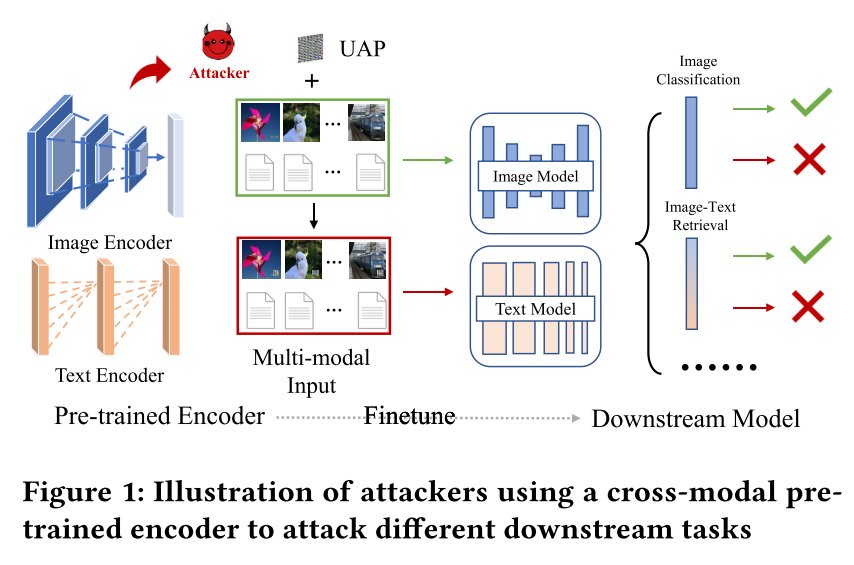 UAP
Attacker
+
Image
Classification
Image Encoder
Image Model
Image-Text
Retrieval
Text Encoder
Text Model
Multi-modal
Input
Pre-trained Encoder
Finetune
Downstream Model
Figure 1: Illustration of attackers using a cross-modal pre-
trained encoder to attack different downstream tasks